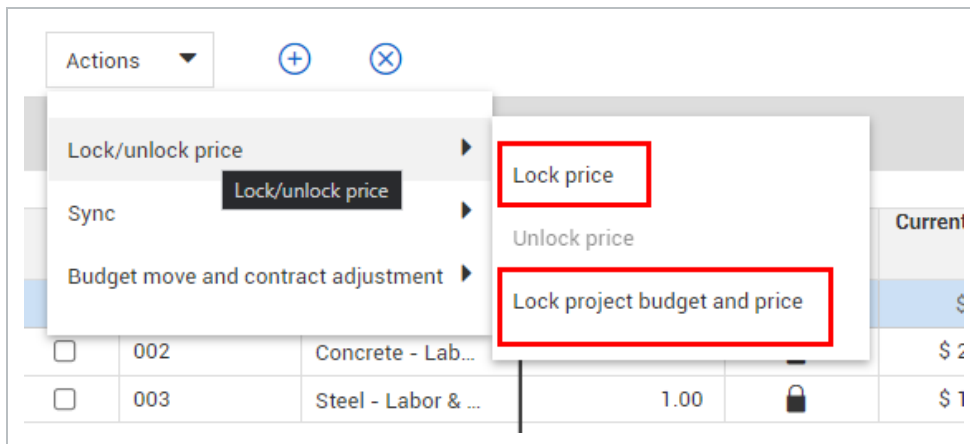 Actions
Lock/unlock price
Lock price
Lock/unlock price
Sync
Unlock price
Current
Budget move and contract adjustment
Lock project budget and price
$
002 Concrete - Lab... $ 2
003 Steel - Labor & ... 1.00 $ 1